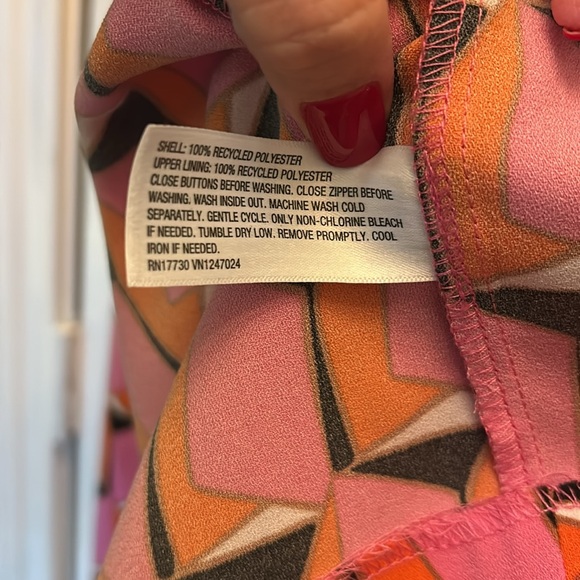 SHELL: 100% RECYCLED POLYESTER
UPPER LINING: 100% RECYCLED POLYESTER
CLOSE BUTTONS BEFORE WASHING. CLOSE ZIPPER BEFORE
WASHING. WASH INSIDE OUT. MACHINE WASH COLD
SEPARATELY. GENTLE CYCLE. ONLY NON-CHLORINE BLEACH
IF NEEDED. TUMBLE DRY LOW. REMOVE PROMPTLY. COOL
IRON IF NEEDED.
RN17730 VN1247024